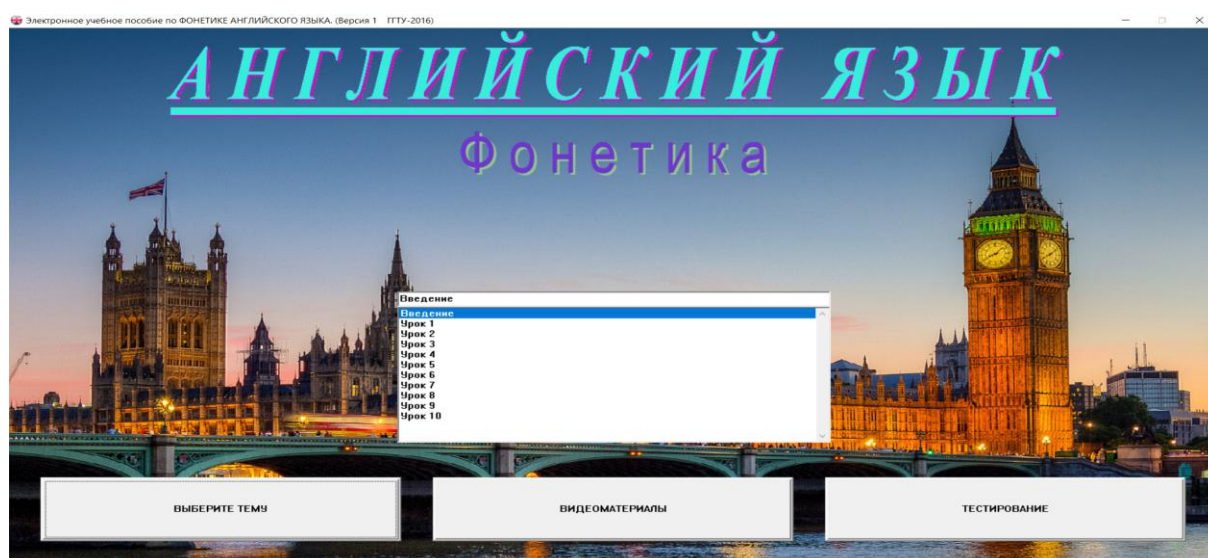 Электронное учебное пособие по ФОНЕТИКЕ АНГЛИЙСКОГО ЯЗЫКА. (Версия 1 ГГТУ-2016)
АНГЛИЙСКИЙ ЯЗЫК
Фонетика
Введение
Введение
Урок 1
Урок 2
Урок 3
Урок 4
Урок 5
Урок 6
Урок 7
Урок 8
Урок 9
Урок 10
ВЫБЕРИТЕ ТЕМУ
ВИДЕОМАТЕРИАЛЫ
ТЕСТИРОВАНИЕ